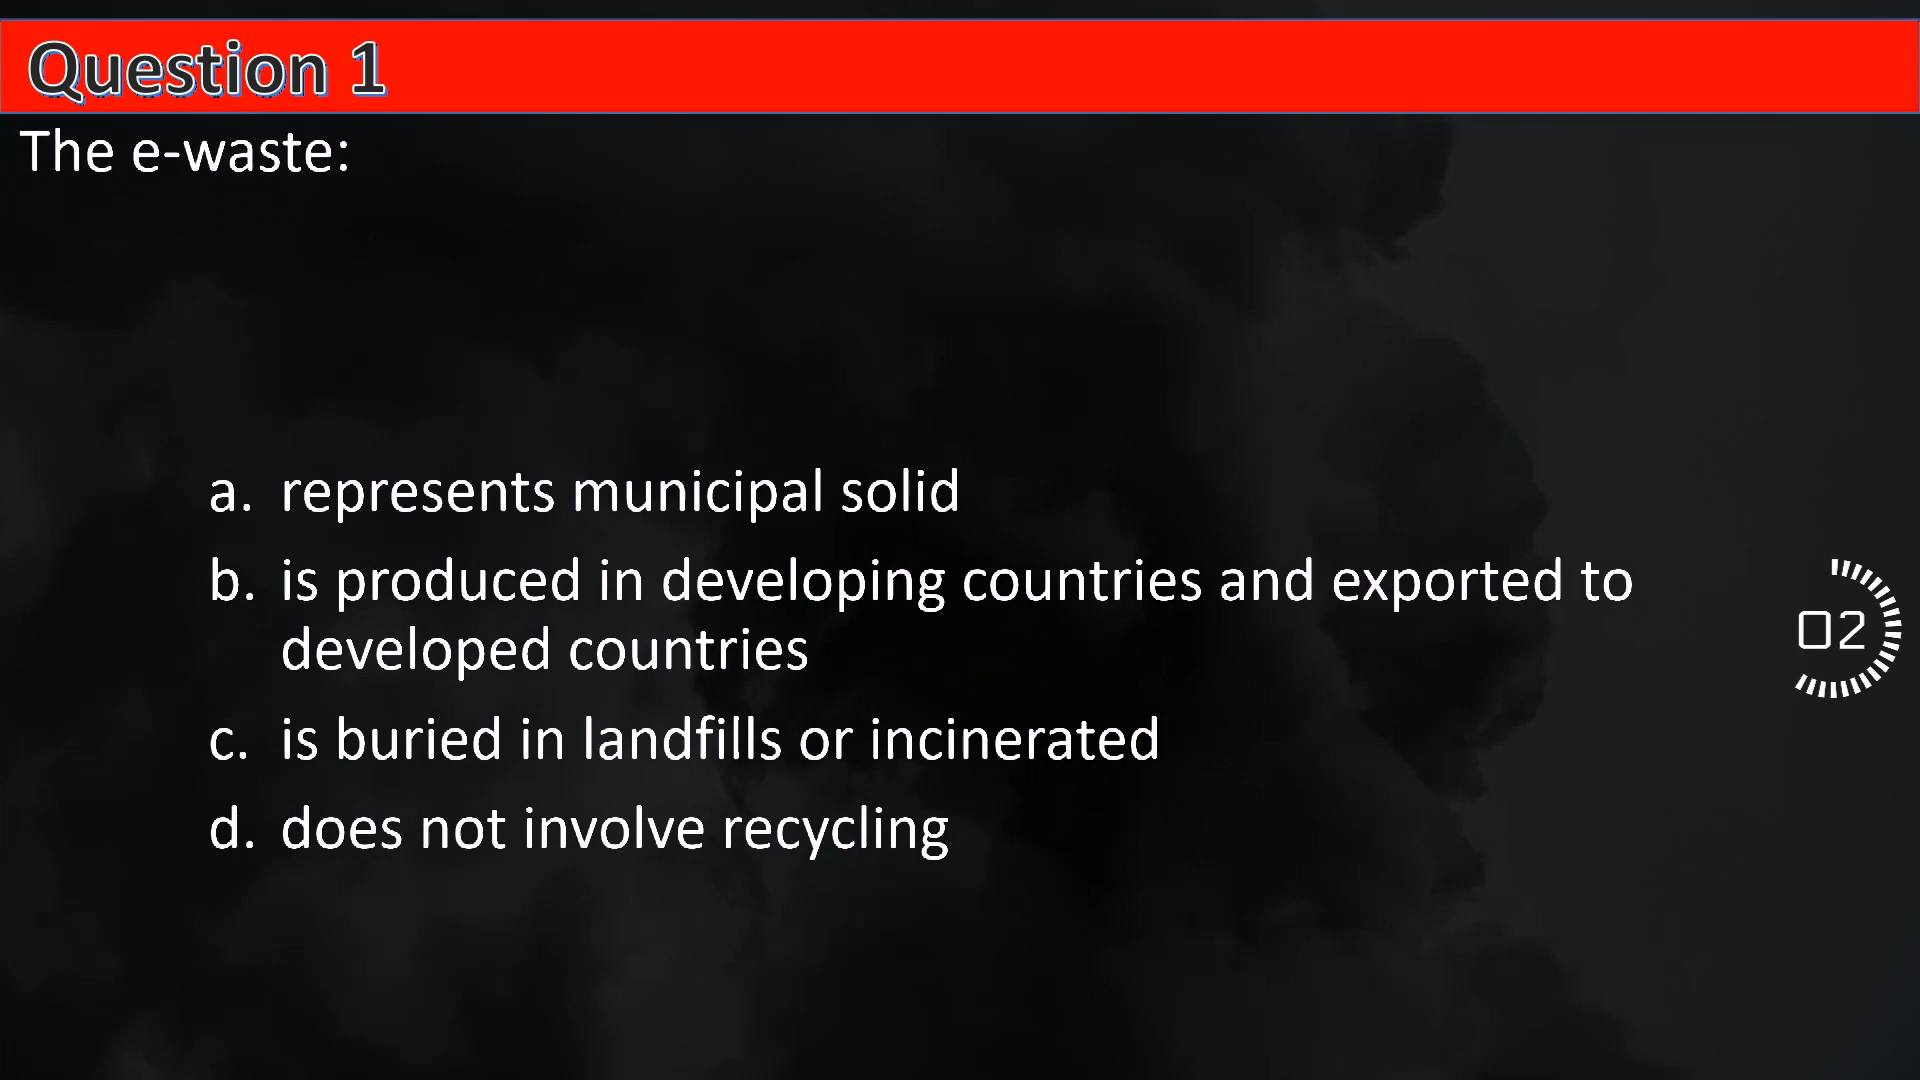 Question 1
The e-waste:
a. represents municipal solid
b. is produced in developing countries and exported to
developed countries
02
c. is buried in landfills or incinerated
d. does not involve recycling